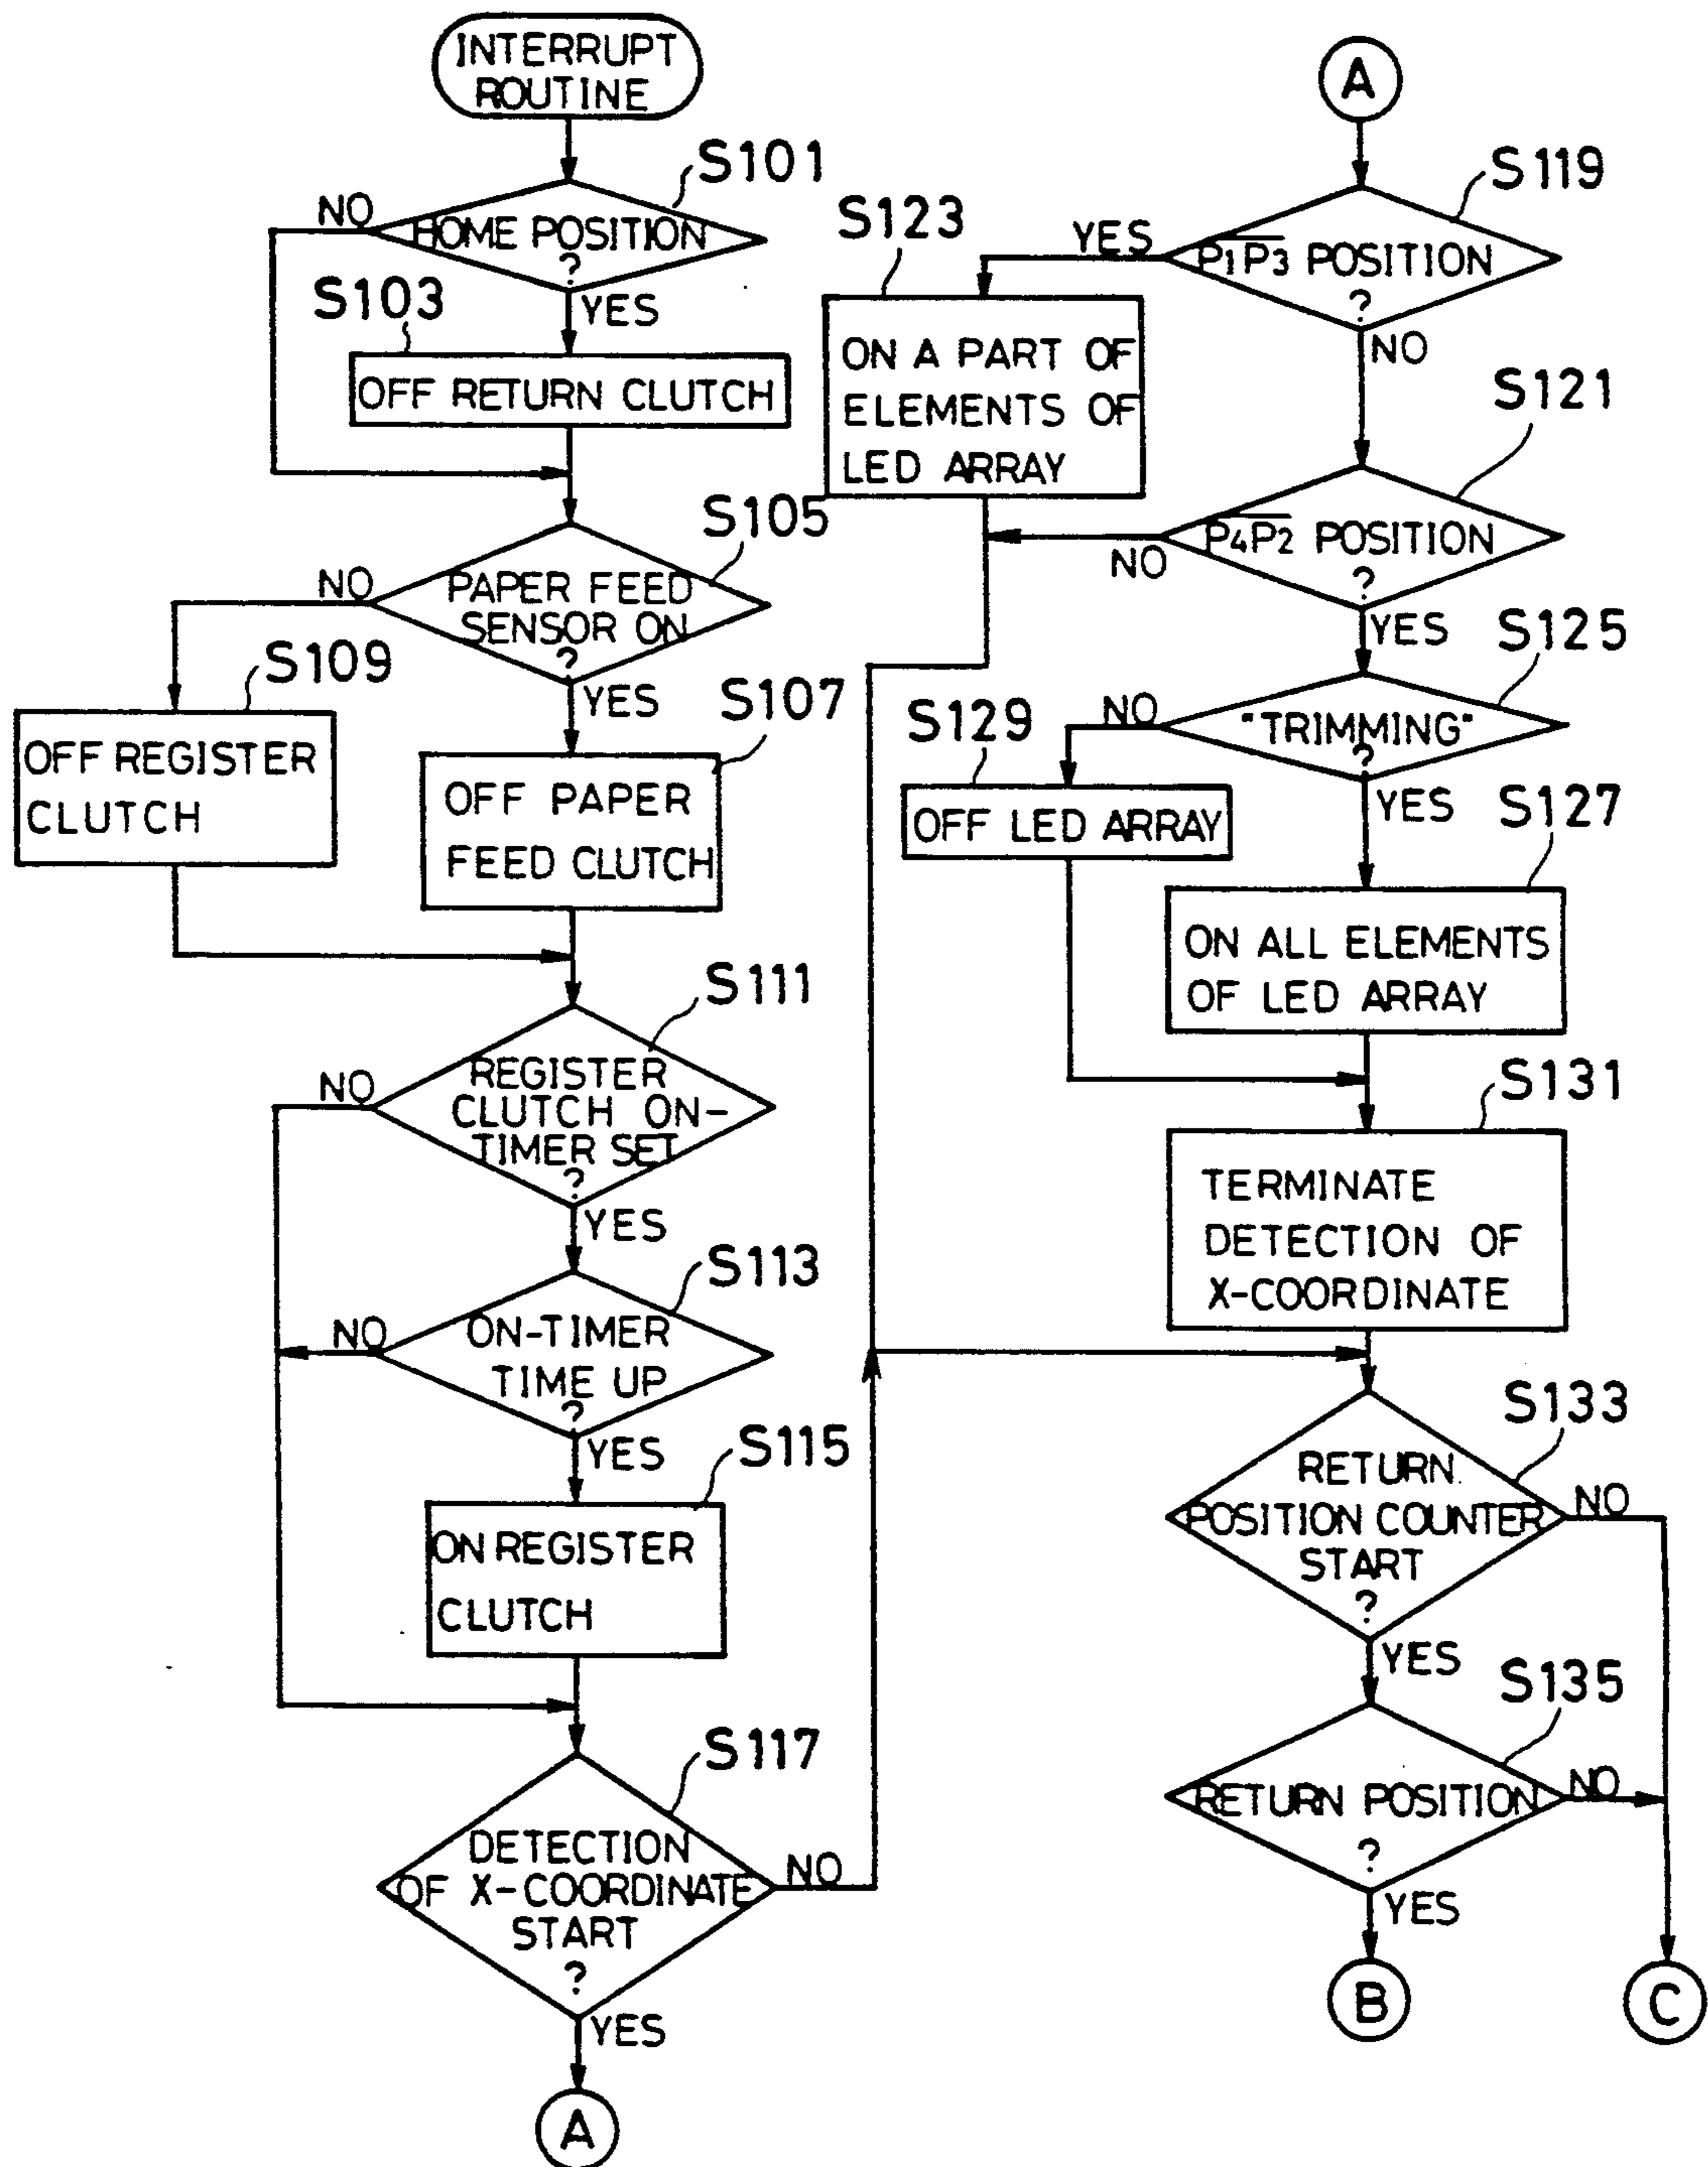 INTERRUPT
ROUTINE
S101
NO
HOME POSITION
?
S103
YES
OFF RETURN CLUTCH
S105
NO
PAPER FEED
SENSOR ON
?
S109
YES
S107
OFF REGISTER
CLUTCH
OFF PAPER
FEED CLUTCH
S111
NO
REGISTER
CLUTCH ON-
TIMER SET
?
YES
S113
NO
ON-TIMER
TIME UP
?
YES
S115
ON REGISTER
CLUTCH
S117
DETECTION
OF X-COORDINATE
START
?
NO
YES
A
A
S119
S123
YES
P1P3 POSITION
?
NO
ON A PART OF
ELEMENTS OF
LED ARRAY
S121
P4P2 POSITION
?
NO
YES
S125
S129
NO
"TRIMMING"
?
YES
S127
OFF LED ARRAY
ON ALL ELEMENTS
OF LED ARRAY
S131
TERMINATE
DETECTION OF
X-COORDINATE
S133
RETURN
POSITION COUNTER
START
?
NO
YES
S135
RETURN POSITION
?
NO
YES
B
C